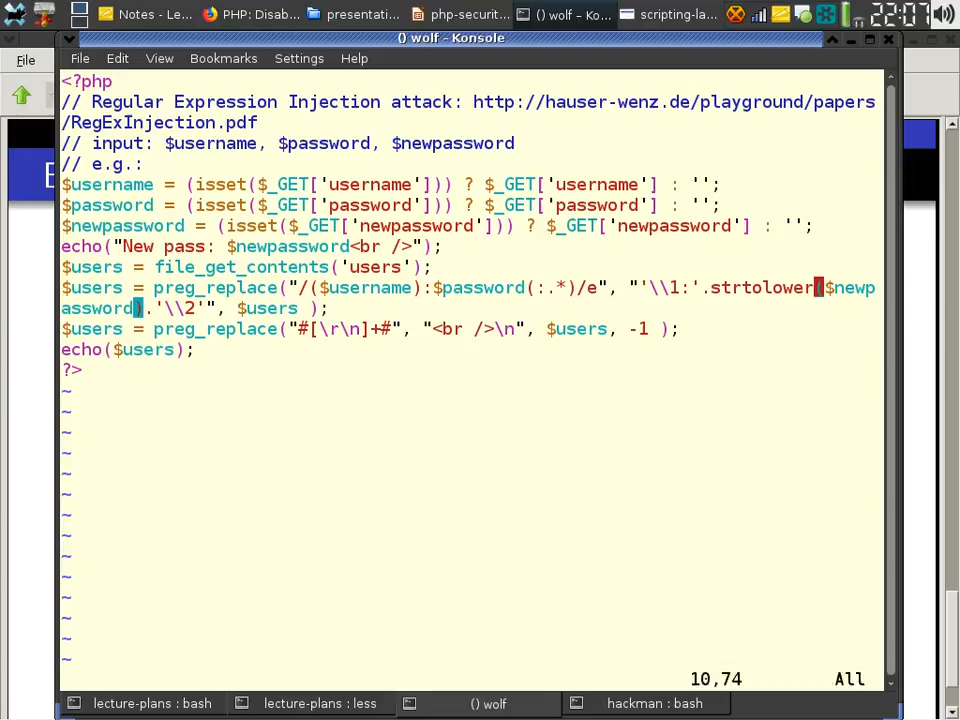 Notes - Le...
PHP: Disab...
presentati...
php-securit...
() wolf - Ko...
scripting-la...
22:07
() wolf - Konsole
File
File Edit View Bookmarks Settings Help
<?php
// Regular Expression Injection attack: http://hauser-wenz.de/playground/papers
/RegExInjection.pdf
// input: $username, $password, $newpassword
// e.g.:
$username = (isset($_GET['username'])) ? $_GET['username'] : '';
$password = (isset($_GET['password'])) ? $_GET['password'] : '';
$newpassword = (isset($_GET['newpassword'])) ? $_GET['newpassword'] : '';
echo("New pass: $newpassword<br />");
$users = file_get_contents('users');
$users = preg_replace("/($username):$password(:.*)/e", "'\\1:'.strtolower($newp
assword).'\\2'", $users );
$users = preg_replace("#[\r\n]+#", "<br />\n", $users, -1 );
echo($users);
?>
~
~
~
~
~
~
~
~
~
~
~
~
~
~
10,74 All
lecture-plans : bash
lecture-plans : less
() wolf
hackman : bash